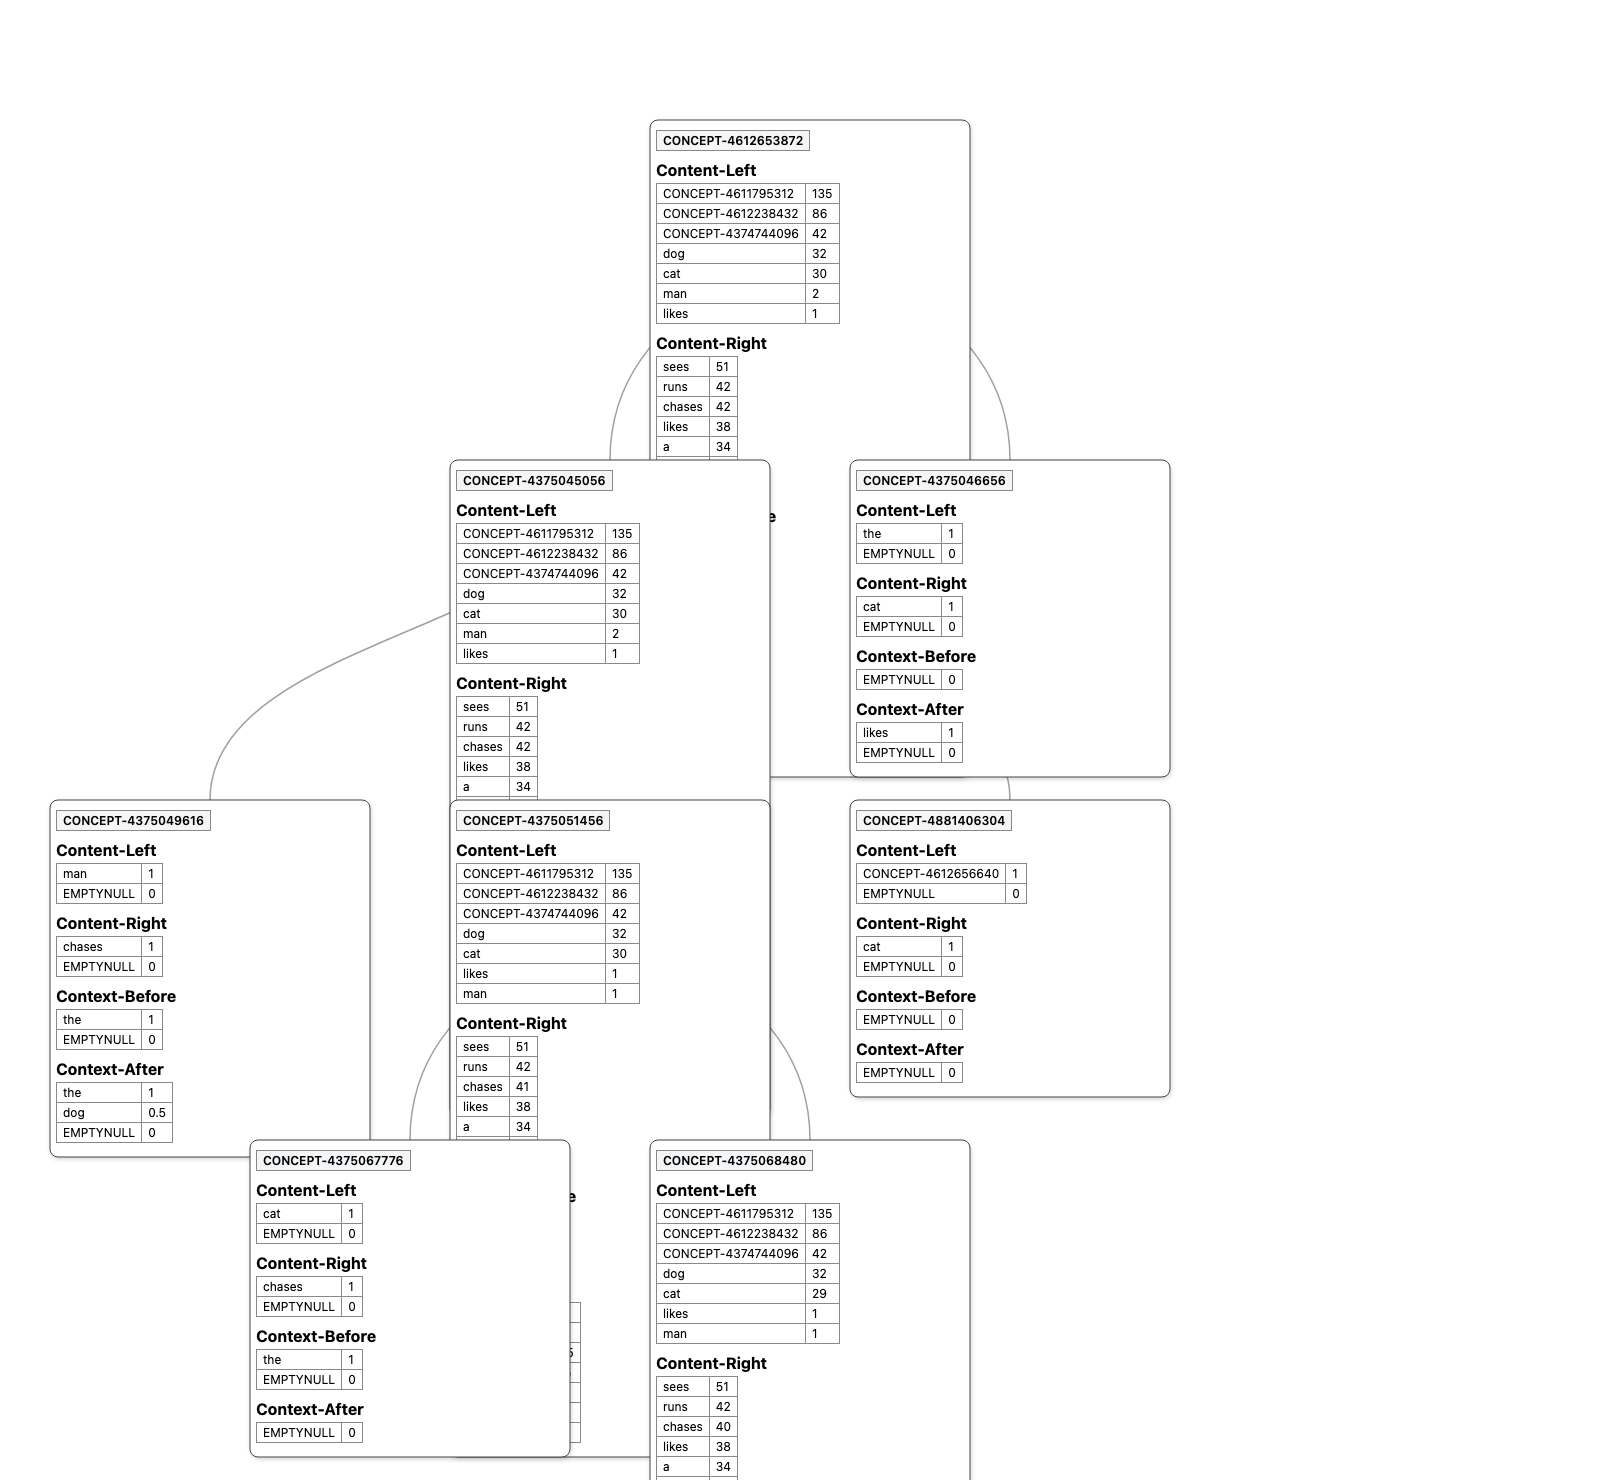 CONCEPT-4612653872
Content-Left
CONCEPT-4611795312 135
CONCEPT-4612238432 86
CONCEPT-4374744096 42
dog 32
cat 30
man 2
likes 1
Content-Right
sees 51
runs 42
chases 42
likes 38
a 34
CONCEPT-4375045056
Content-Left
CONCEPT-4611795312 135
CONCEPT-4612238432 86
CONCEPT-4374744096 42
dog 32
cat 30
man 2
likes 1
Content-Right
sees 51
runs 42
chases 42
likes 38
a 34
e
CONCEPT-4375046656
Content-Left
the 1
EMPTYNULL 0
Content-Right
cat 1
EMPTYNULL 0
Context-Before
EMPTYNULL 0
Context-After
likes 1
EMPTYNULL 0
CONCEPT-4375049616
Content-Left
man 1
EMPTYNULL 0
Content-Right
chases 1
EMPTYNULL 0
Context-Before
the 1
EMPTYNULL 0
Context-After
the 1
dog 0.5
EMPTYNULL 0
CONCEPT-4375051456
Content-Left
CONCEPT-4611795312 135
CONCEPT-4612238432 86
CONCEPT-4374744096 42
dog 32
cat 30
likes 1
man 1
Content-Right
sees 51
runs 42
chases 41
likes 38
a 34
CONCEPT-4881406304
Content-Left
CONCEPT-4612656640 1
EMPTYNULL 0
Content-Right
cat 1
EMPTYNULL 0
Context-Before
EMPTYNULL 0
Context-After
EMPTYNULL 0
CONCEPT-4375067776
Content-Left
cat 1
EMPTYNULL 0
Content-Right
chases 1
EMPTYNULL 0
Context-Before
the 1
EMPTYNULL 0
Context-After
EMPTYNULL 0
CONCEPT-4375068480
Content-Left
CONCEPT-4611795312 135
CONCEPT-4612238432 86
CONCEPT-4374744096 42
dog 32
cat 29
likes 1
man 1
Content-Right
sees 51
runs 42
chases 40
likes 38
a 34